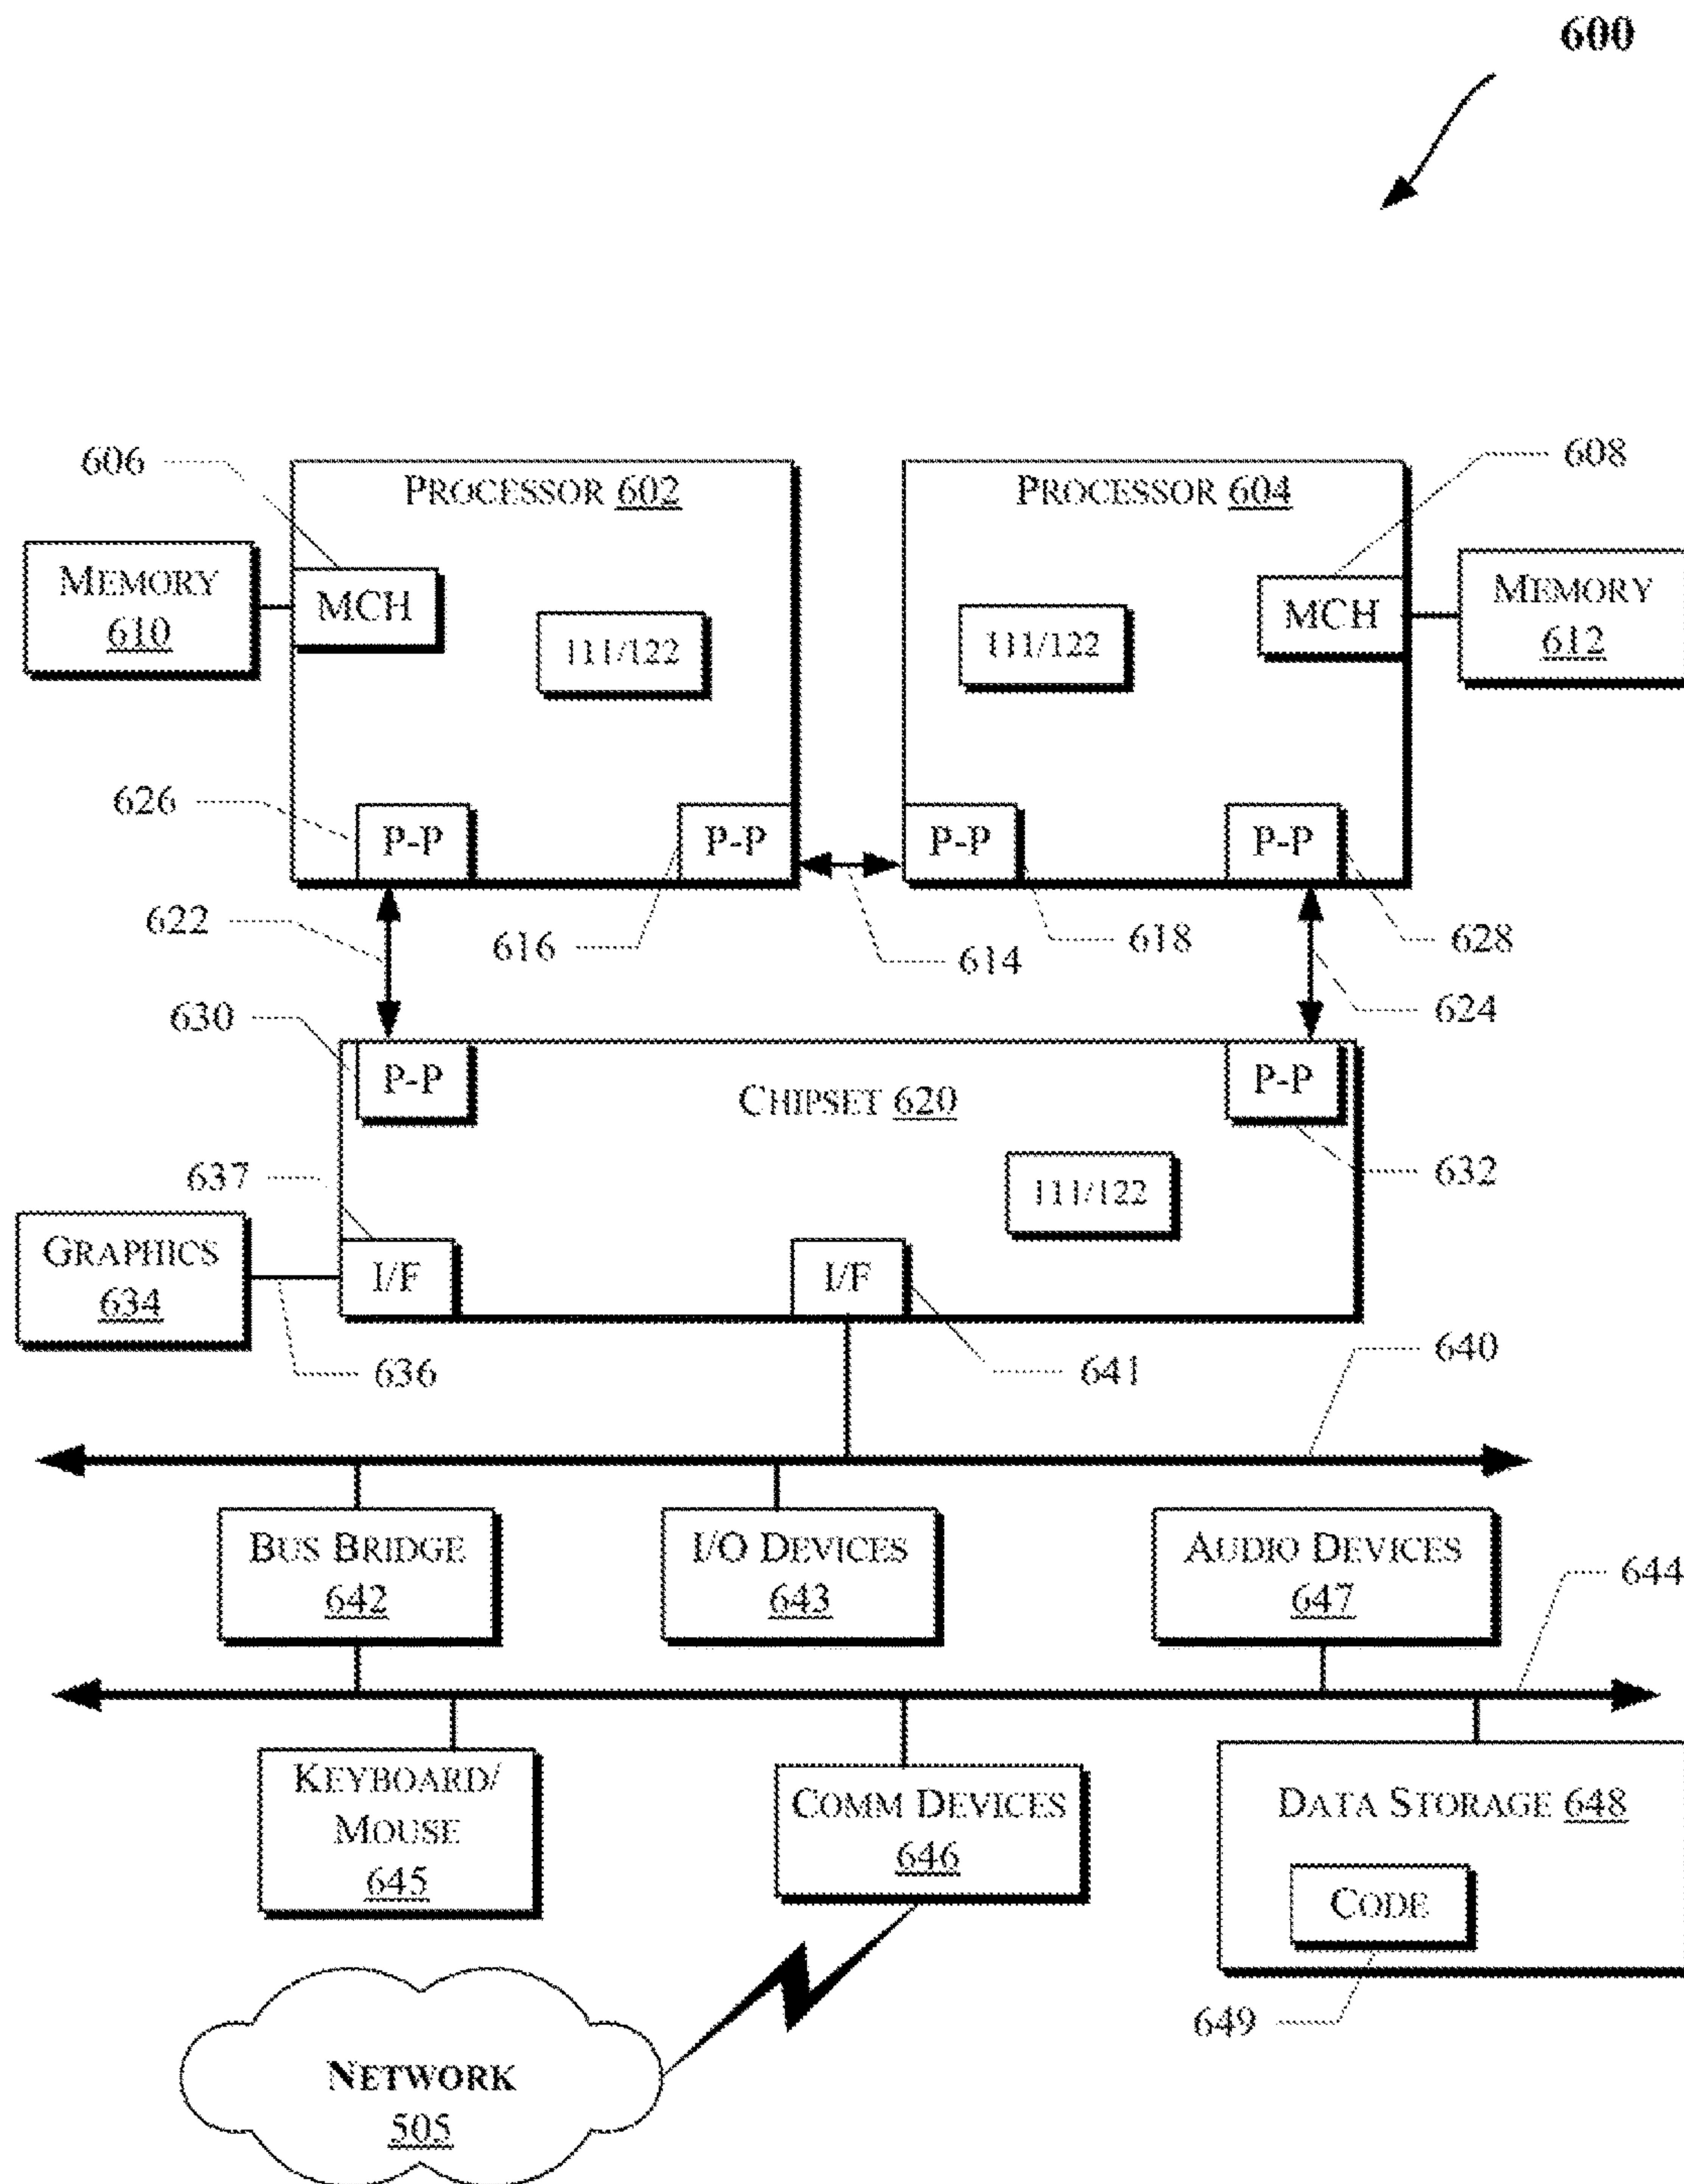 600
606
PROCESSOR 602
PROCESSOR 604
608
MEMORY
610
MCH
111/122
111/122
MCH
MEMORY
612
626
P-P
P-P
P-P
P-P
622
616
614
618
628
624
630
P-P
CHIPSET 620
P-P
637
111/122
632
GRAPHICS
634
I/F
I/F
636
641
640
BUS BRIDGE
642
I/O DEVICES
643
AUDIO DEVICES
647
644
KEYBOARD/
MOUSE
645
COMM DEVICES
646
DATA STORAGE 648
CODE
649
NETWORK
505